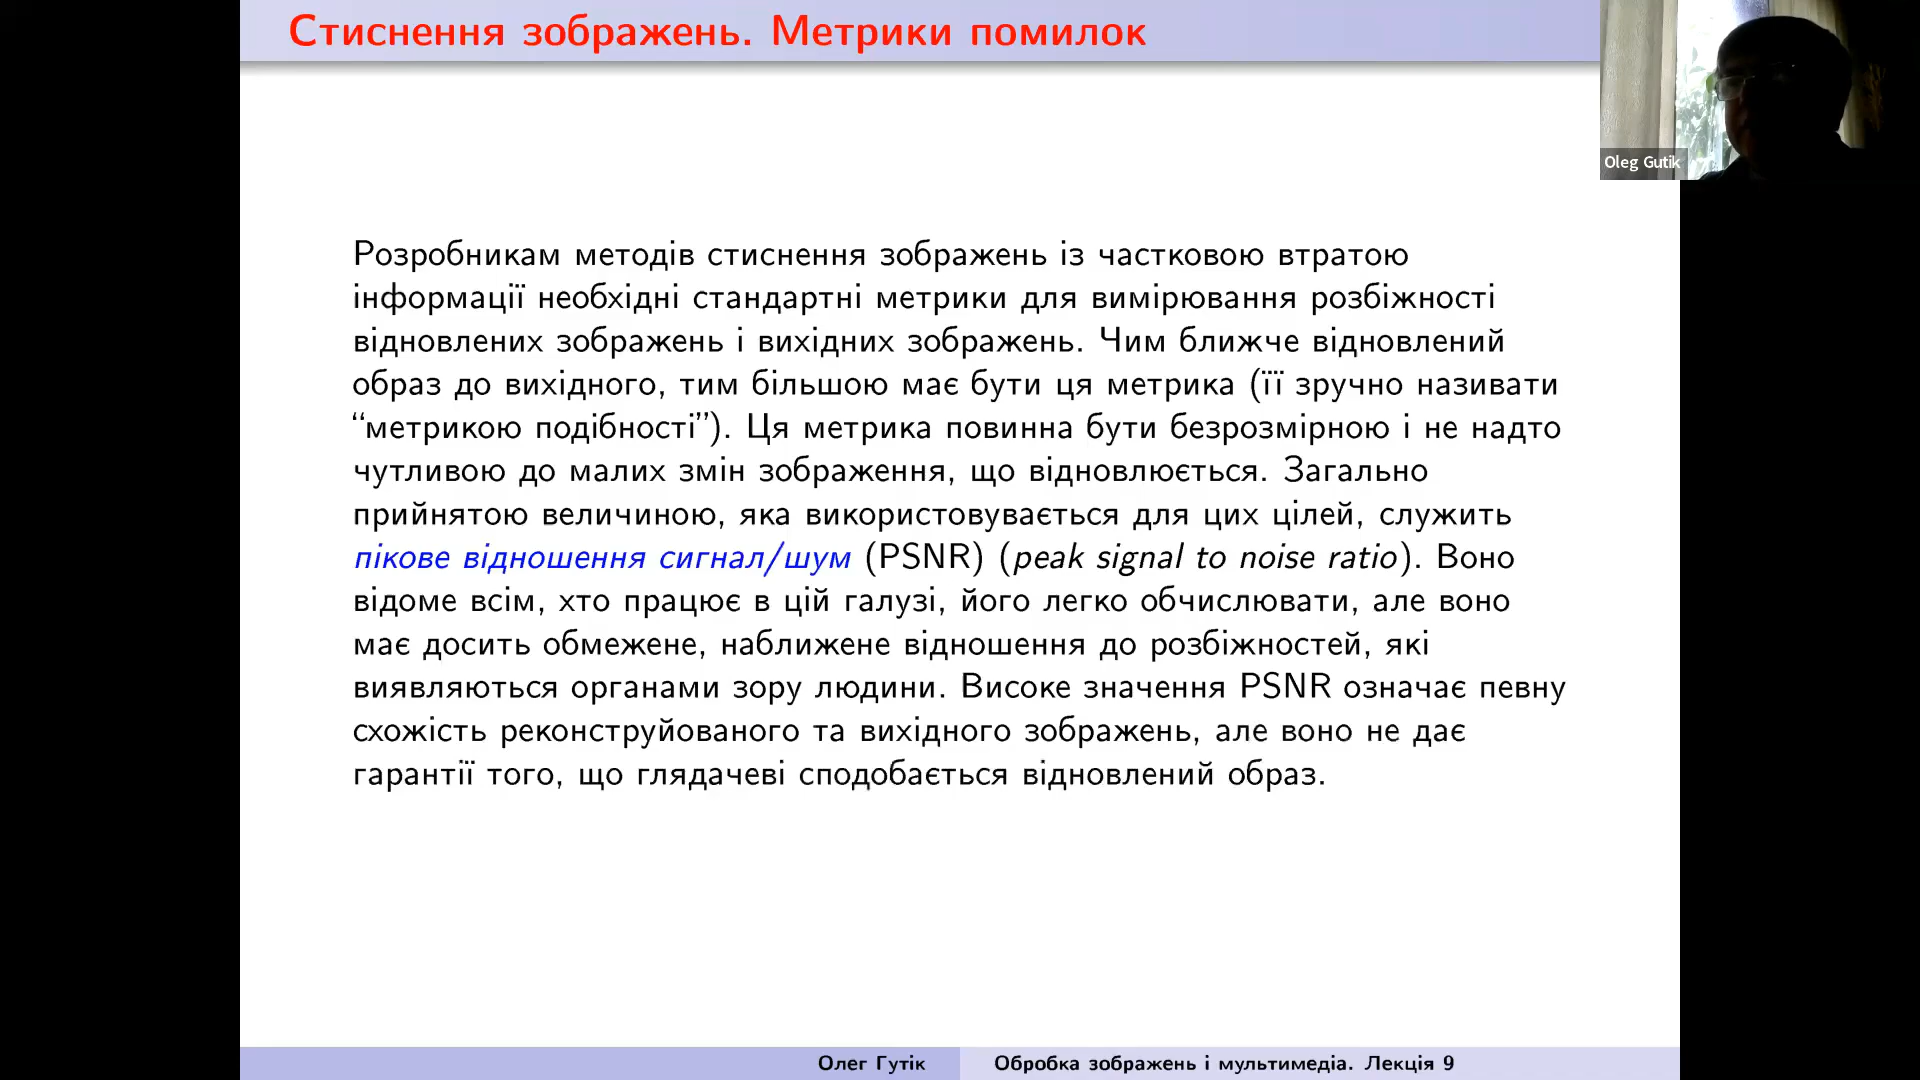 Стиснення зображень. Метрики помилок
Oleg Gutik
Розробникам методів стиснення зображень із частковою втратою
інформації необхідні стандартні метрики для вимірювання розбіжності
відновлених зображень і вихідних зображень. Чим ближче відновлений
образ до вихідного, тим більшою має бути ця метрика (її зручно називати
“метрикою подібності”). Ця метрика повинна бути безрозмірною і не надто
чутливою до малих змін зображення, що відновлюється. Загально
прийнятою величиною, яка використовувається для цих цілей, служить
пікове відношення сигнал/шум (PSNR) (peak signal to noise ratio). Воно
відоме всім, хто працює в цій галузі, його легко обчислювати, але воно
має досить обмежене, наближене відношення до розбіжностей, які
виявляються органами зору людини. Високе значення PSNR означає певну
схожість реконструйованого та вихідного зображень, але воно не дає
гарантії того, що глядачеві сподобається відновлений образ.
Олег Гутік
Обробка зображень і мультимедіа. Лекція 9